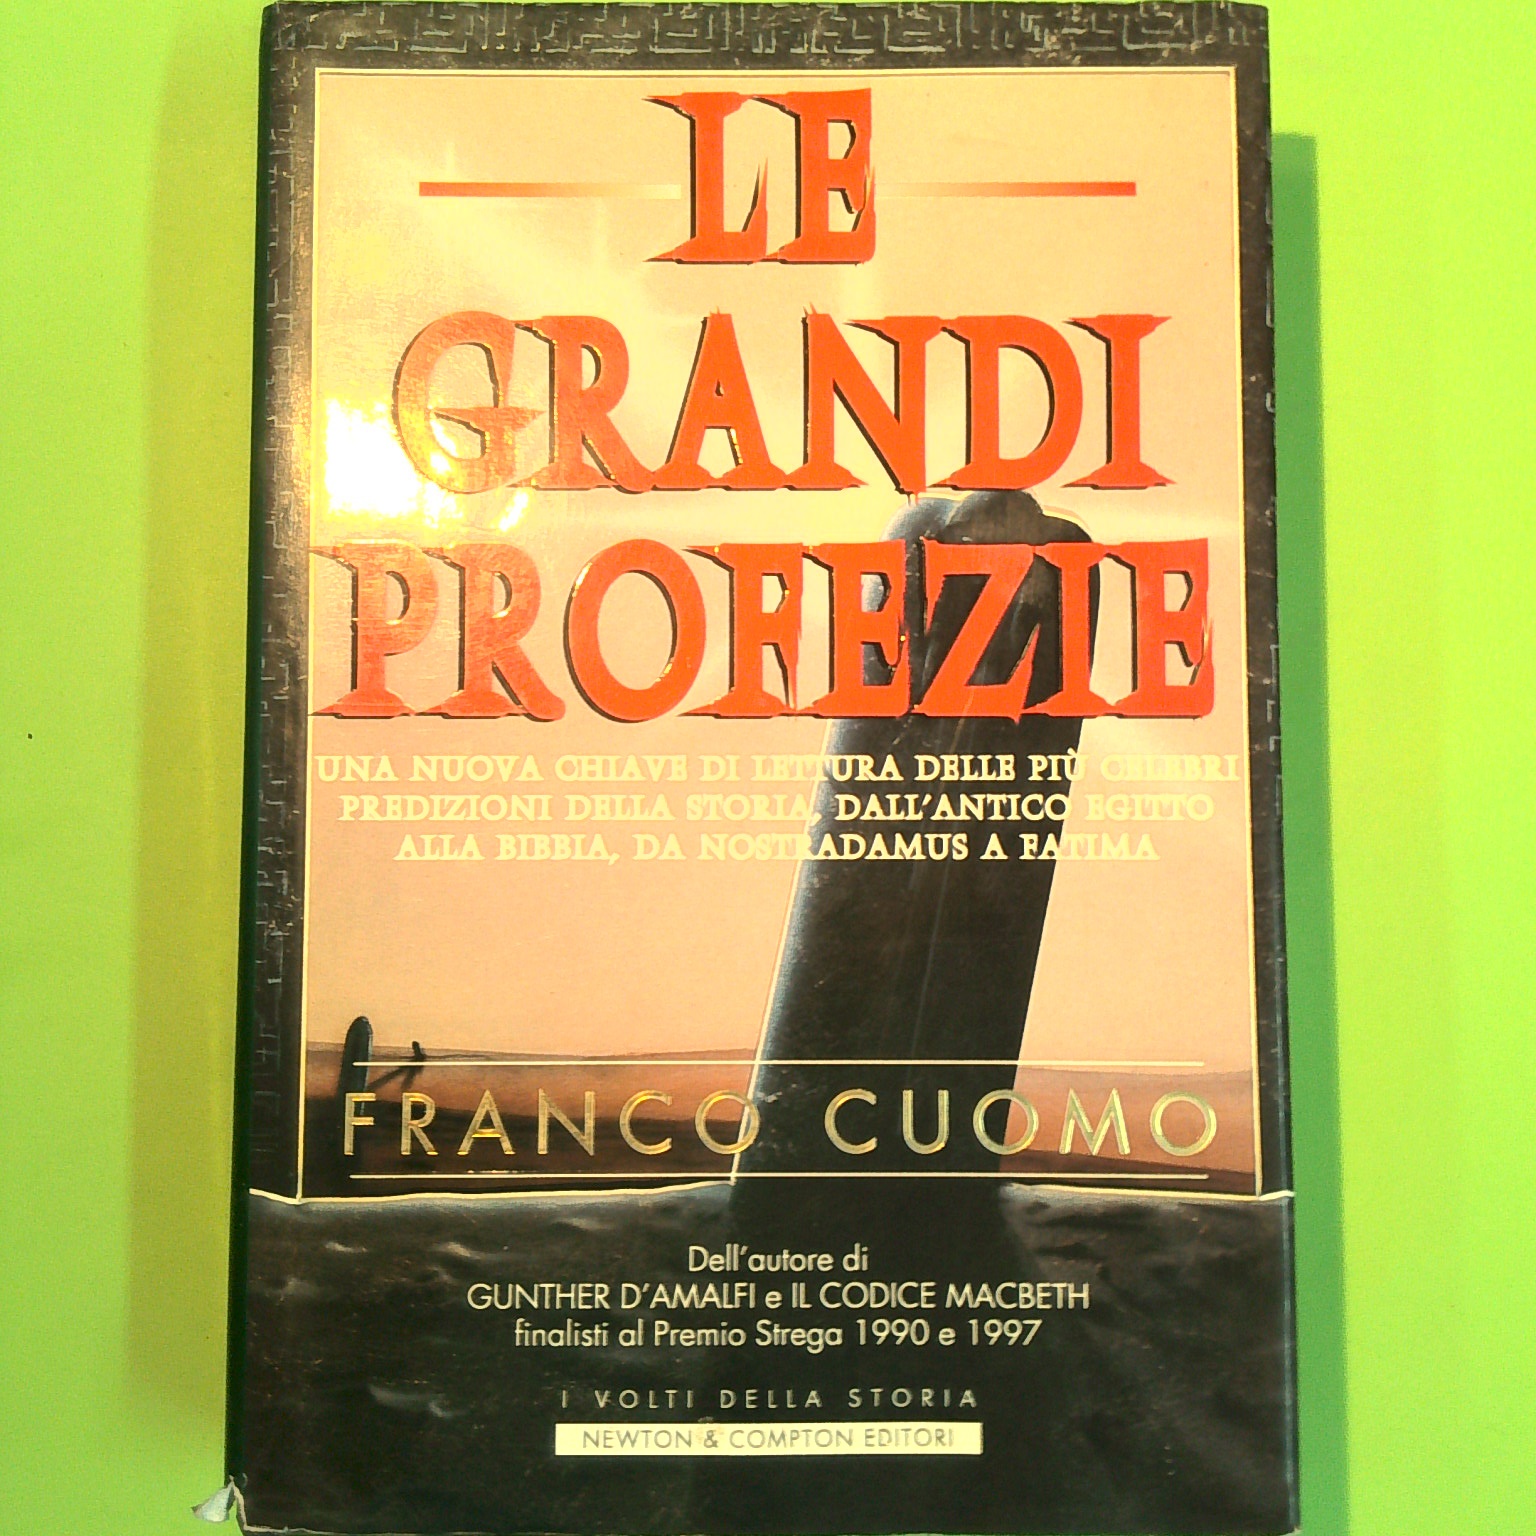 LE
GRANDI
PROFEZIE
UNA NUOVA CHIAVE DI LETTURA DELLE PIÙ CELEBRI
PREDIZIONI DELLA STORIA, DALL'ANTICO EGITTO
ALLA BIBBIA, DA NOSTRADAMUS A FATIMA
FRANCO CUOMO
Dell'autore di
GUNTHER D'AMALFI e IL CODICE MACBETH
finalisti al Premio Strega 1990 e 1997
I VOLTI DELLA STORIA
NEWTON & COMPTON EDITORI